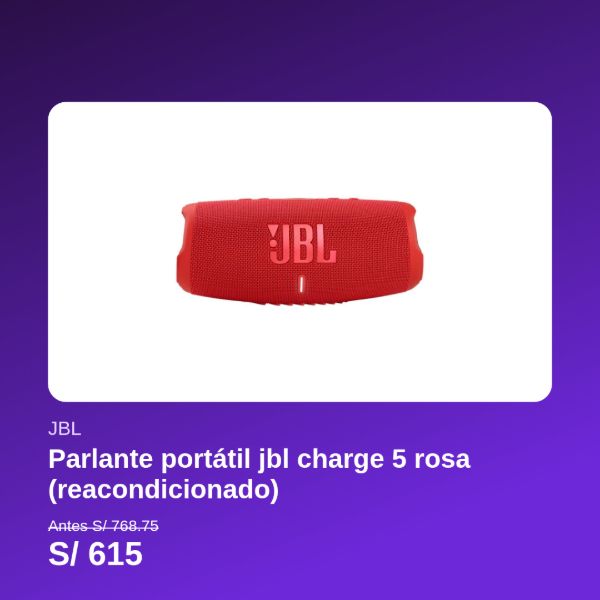 JBL
JBL
Parlante portátil jbl charge 5 rosa
(reacondicionado)
Antes S/ 768.75
S/ 615